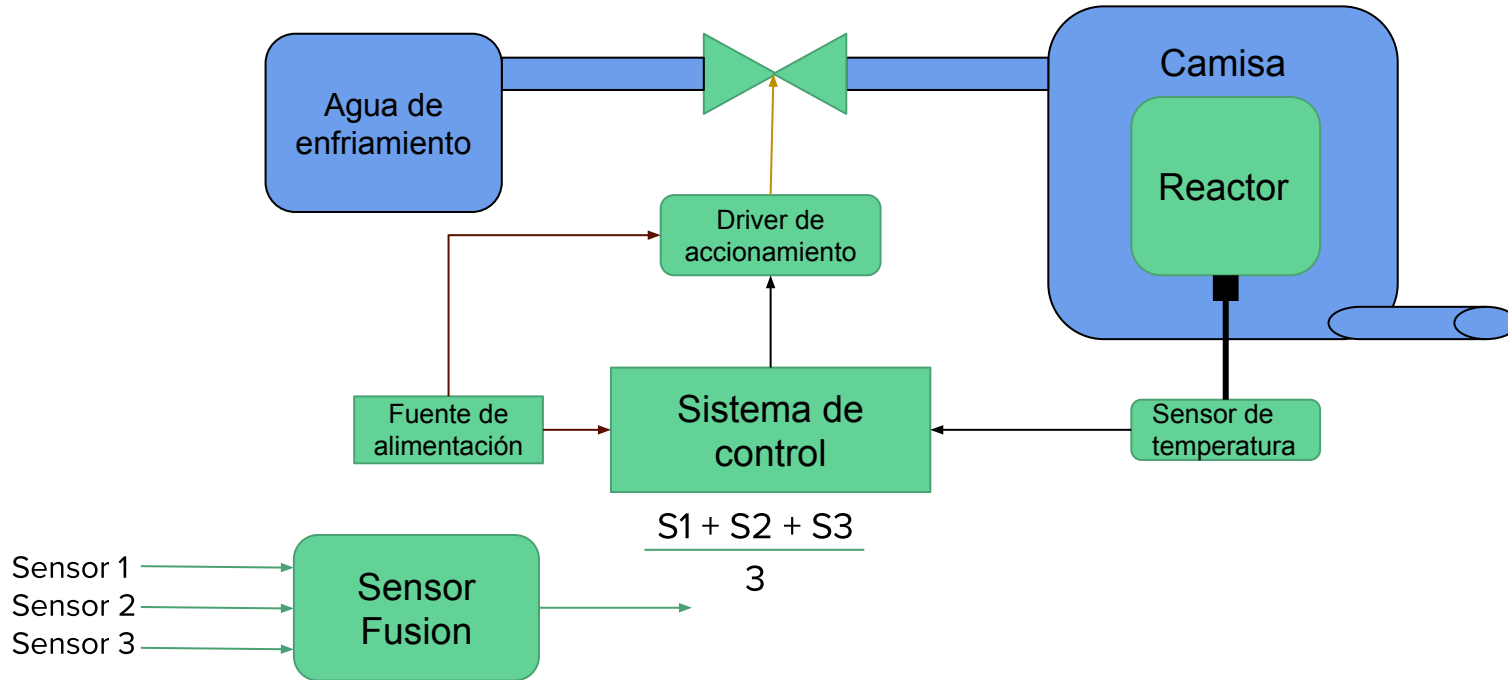 Agua de
enfriamiento
Camisa
Reactor
Driver de
accionamiento
Fuente de
alimentación
Sistema de
control
Sensor de
temperatura
S1 + S2 + S3
3
Sensor 1
Sensor 2
Sensor 3
Sensor
Fusion